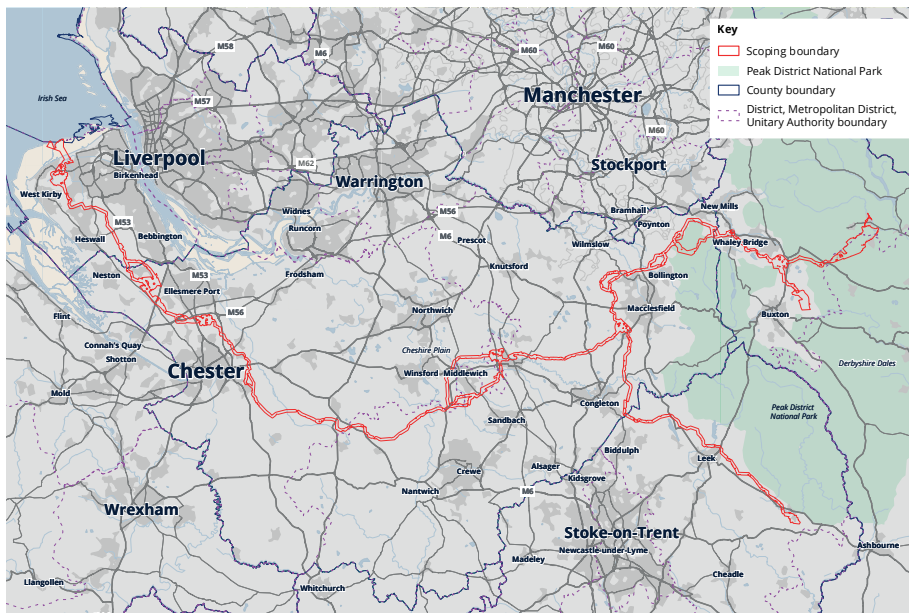 Key
Scoping boundary
Peak District National Park
County boundary
District, Metropolitan District,
Unitary Authority boundary
M58
M6
M60
M60
Irish Sea
M57
Manchester
M60
Liverpool
Birkenhead
M62
Stockport
Warrington
West Kirby
Widnes
Runcorn
M56
M53
Heswall
Bebbington
M6
Prescot
Bramhall
Poynton
New Mills
Wilmslow
Whaley Bridge
Neston
M53
Frodsham
Knutsford
Bollington
Ellesmere Port
Flint
M56
Northwich
Macclesfield
Buxton
Connah's Quay
Shotton
Cheshire Plain
Derbyshire Dales
Mold
Chester
Winsford
Middlewich
Congleton
Peak District
National Park
Sandbach
Biddulph
Leek
Crewe
Alsager
Kidsgrove
Nantwich
M6
Wrexham
Stoke-on-Trent
Newcastle-under-Lyme
Ashbourne
Madeley
Cheadle
Llangollen
Whitchurch